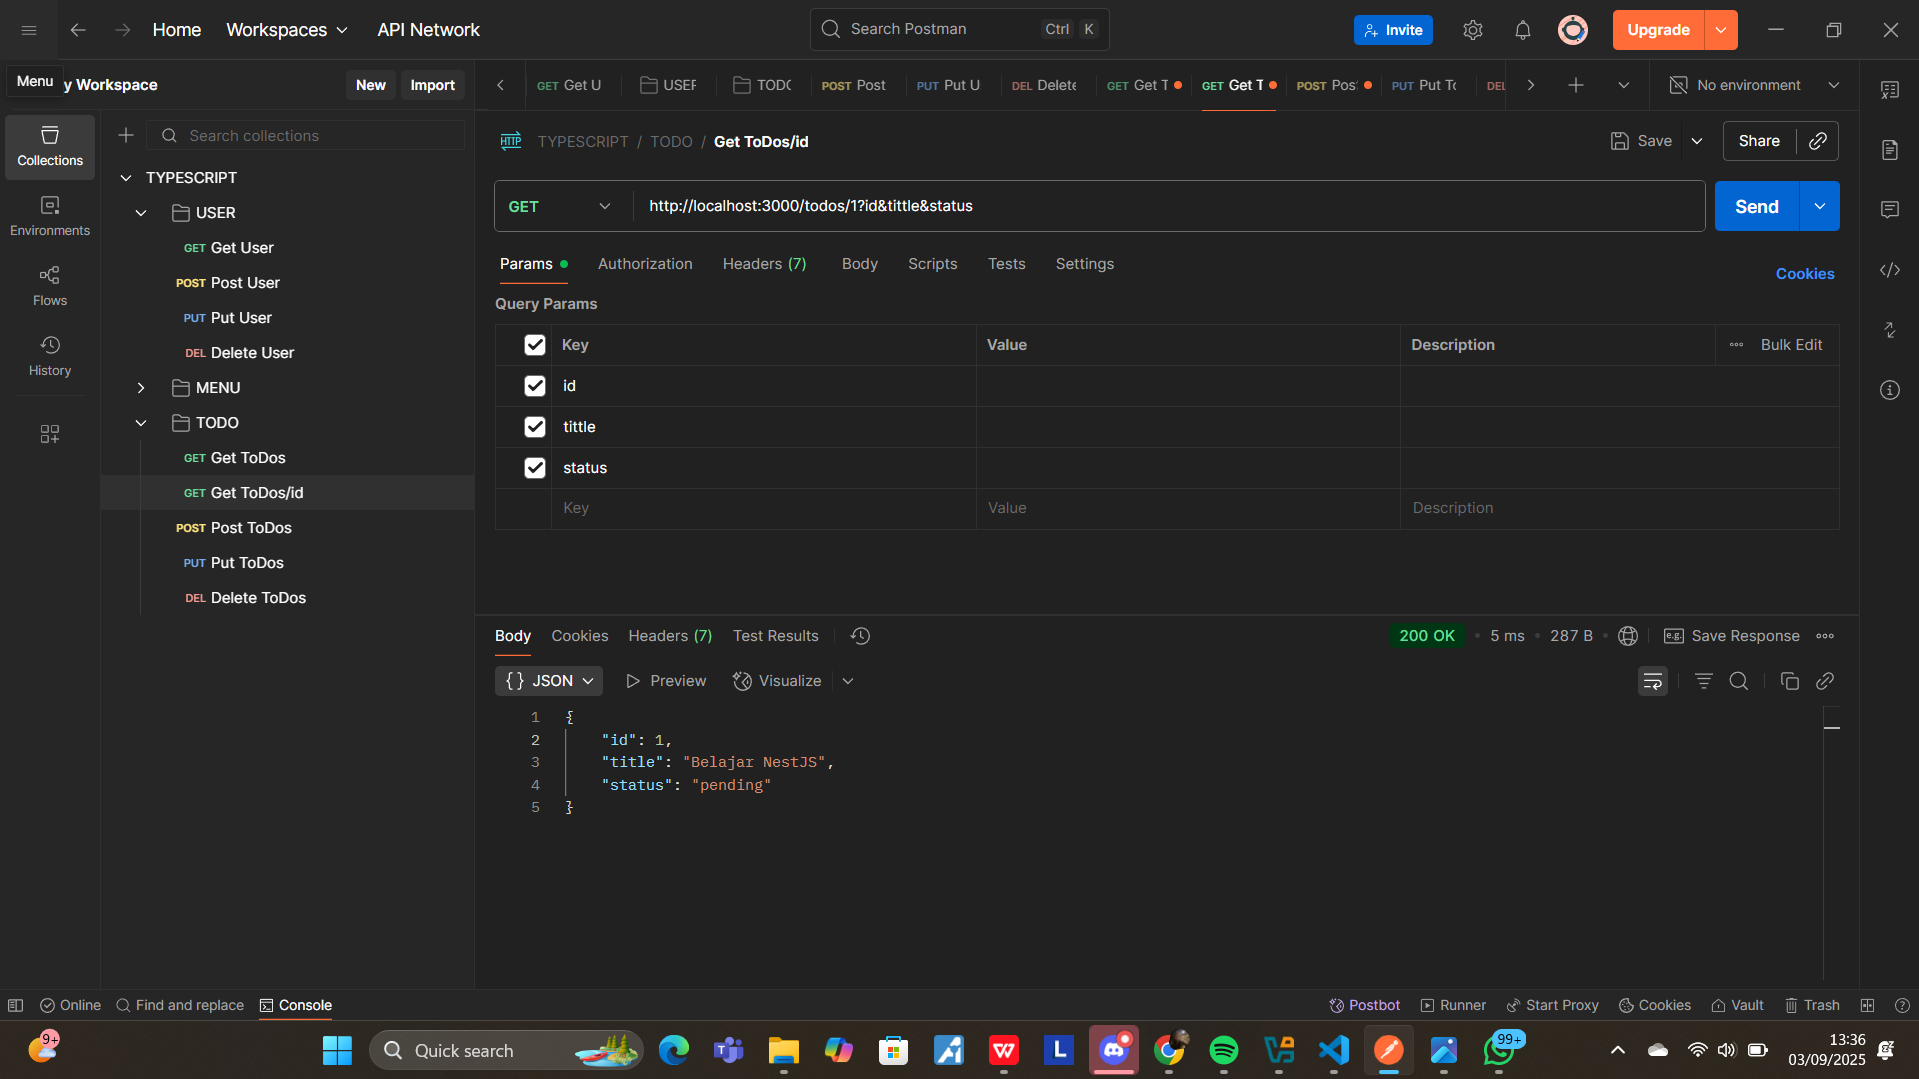 Home
Workspaces
API Network
Search Postman
Ctrl
K
Invite
Upgrade
Menu
y Workspace
New
Import
GET Get U
USER
TODO
POST Post
PUT Put U
DEL Delete
GET Get T
GET Get T
POST Pos
PUT Put To
DEL
No environment
Collections
Environments
Flows
History
Search collections
TYPESCRIPT
USER
GET Get User
POST Post User
PUT Put User
DEL Delete User
MENU
TODO
GET Get ToDos
GET Get ToDos/id
POST Post ToDos
PUT Put ToDos
DEL Delete ToDos
HTTP TYPESCRIPT / TODO / Get ToDos/id
Save
Share
GET
http://localhost:3000/todos/1?id&tittle&status
Send
Params
Authorization
Headers (7)
Body
Scripts
Tests
Settings
Cookies
Query Params
Key Value Description
Bulk Edit
id
tittle
status
Key Value Description
Body Cookies Headers (7) Test Results
200 OK • 5 ms • 287 B
e.g. Save Response
{} JSON
Preview
Visualize
1 {
2 "id": 1,
3 "title": "Belajar NestJS",
4 "status": "pending"
5 }
Online
Find and replace
Console
Postbot
Runner
Start Proxy
Cookies
Vault
Trash
9+
Quick search
99+
13:36
03/09/2025